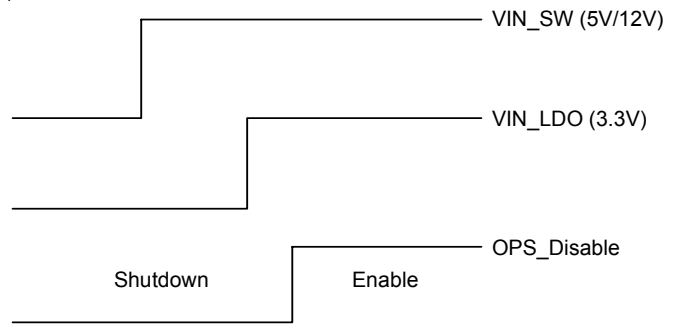 VIN_SW (5V/12V)
VIN_LDO (3.3V)
OPS_Disable
Shutdown Enable